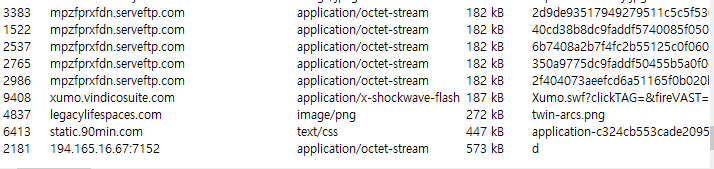 3383 mpzfprxfdn.serveftp.com application/octet-stream 182 kB 2d9de93517949279511c5c5f53
1522 mpzfprxfdn.serveftp.com application/octet-stream 182 kB 40cd38b8dc9faddf5740085f050
2537 mpzfprxfdn.serveftp.com application/octet-stream 182 kB 6b7408a2b7f4fc2b55125c0f060
2765 mpzfprxfdn.serveftp.com application/octet-stream 182 kB 350a9775dc9faddf50455b5a0f0
2986 mpzfprxfdn.serveftp.com application/octet-stream 182 kB 2f404073aeefcd6a51165f0b020
9408 xumo.vindicosuite.com application/x-shockwave-flash 187 kB Xumo.swf?clickTAG=&fireVAST=
4837 legacylifespaces.com image/png 272 kB twin-arcs.png
6413 static.90min.com text/css 447 kB application-c324cb553cade2095
2181 194.165.16.67:7152 application/octet-stream 573 kB d